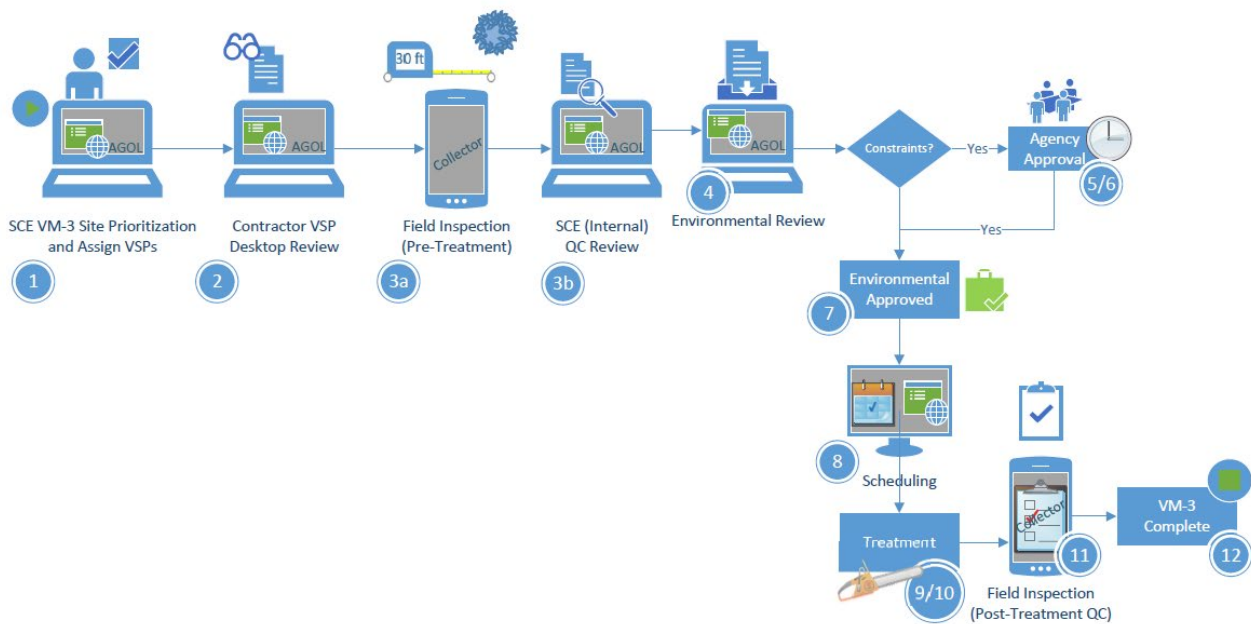 30 ft
AGOL
AGOL
Collector
AGOL
AGOL
Constraints?
Yes
Agency
Approval
5/6
Yes
SCE VM-3 Site Prioritization
and Assign VSPs
1
Contractor VSP
Desktop Review
2
Field Inspection
(Pre-Treatment)
3a
SCE (Internal)
QC Review
3b
4
Environmental Review
Environmental
Approved
7
8
Scheduling
Treatment
9/10
Collector
11
Field Inspection
(Post-Treatment QC)
VM-3
Complete
12